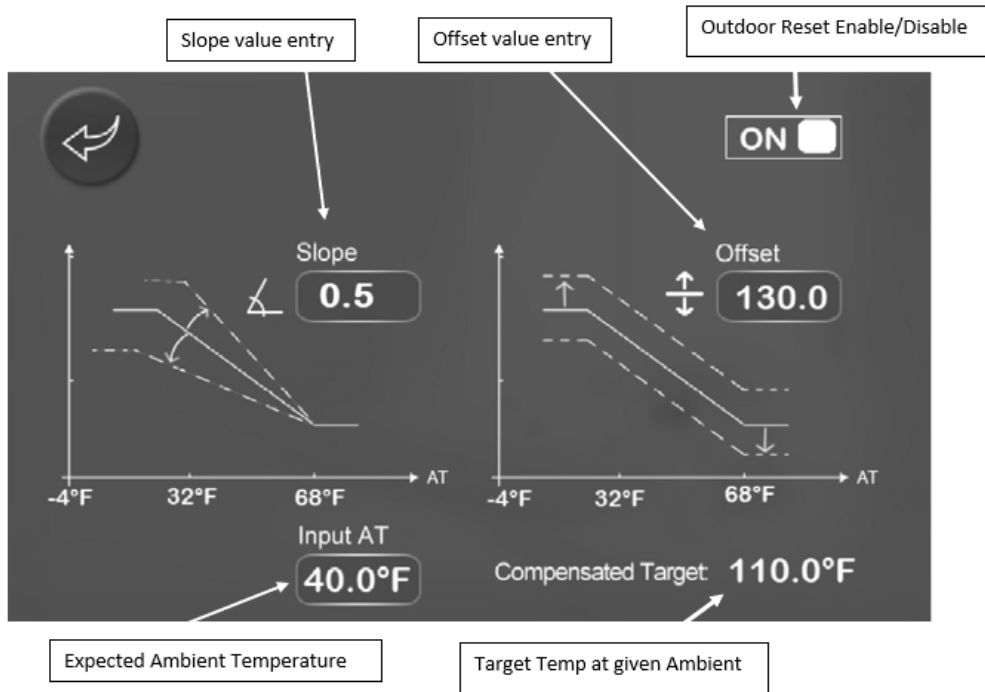 Slope value entry
Offset value entry
Outdoor Reset Enable/Disable
ON
Slope
0.5
Offset
130.0
AT
-4°F
32°F
68°F
AT
-4°F
32°F
68°F
Input AT
40.0°F
Compensated Target:
110.0°F
Expected Ambient Temperature
Target Temp at given Ambient